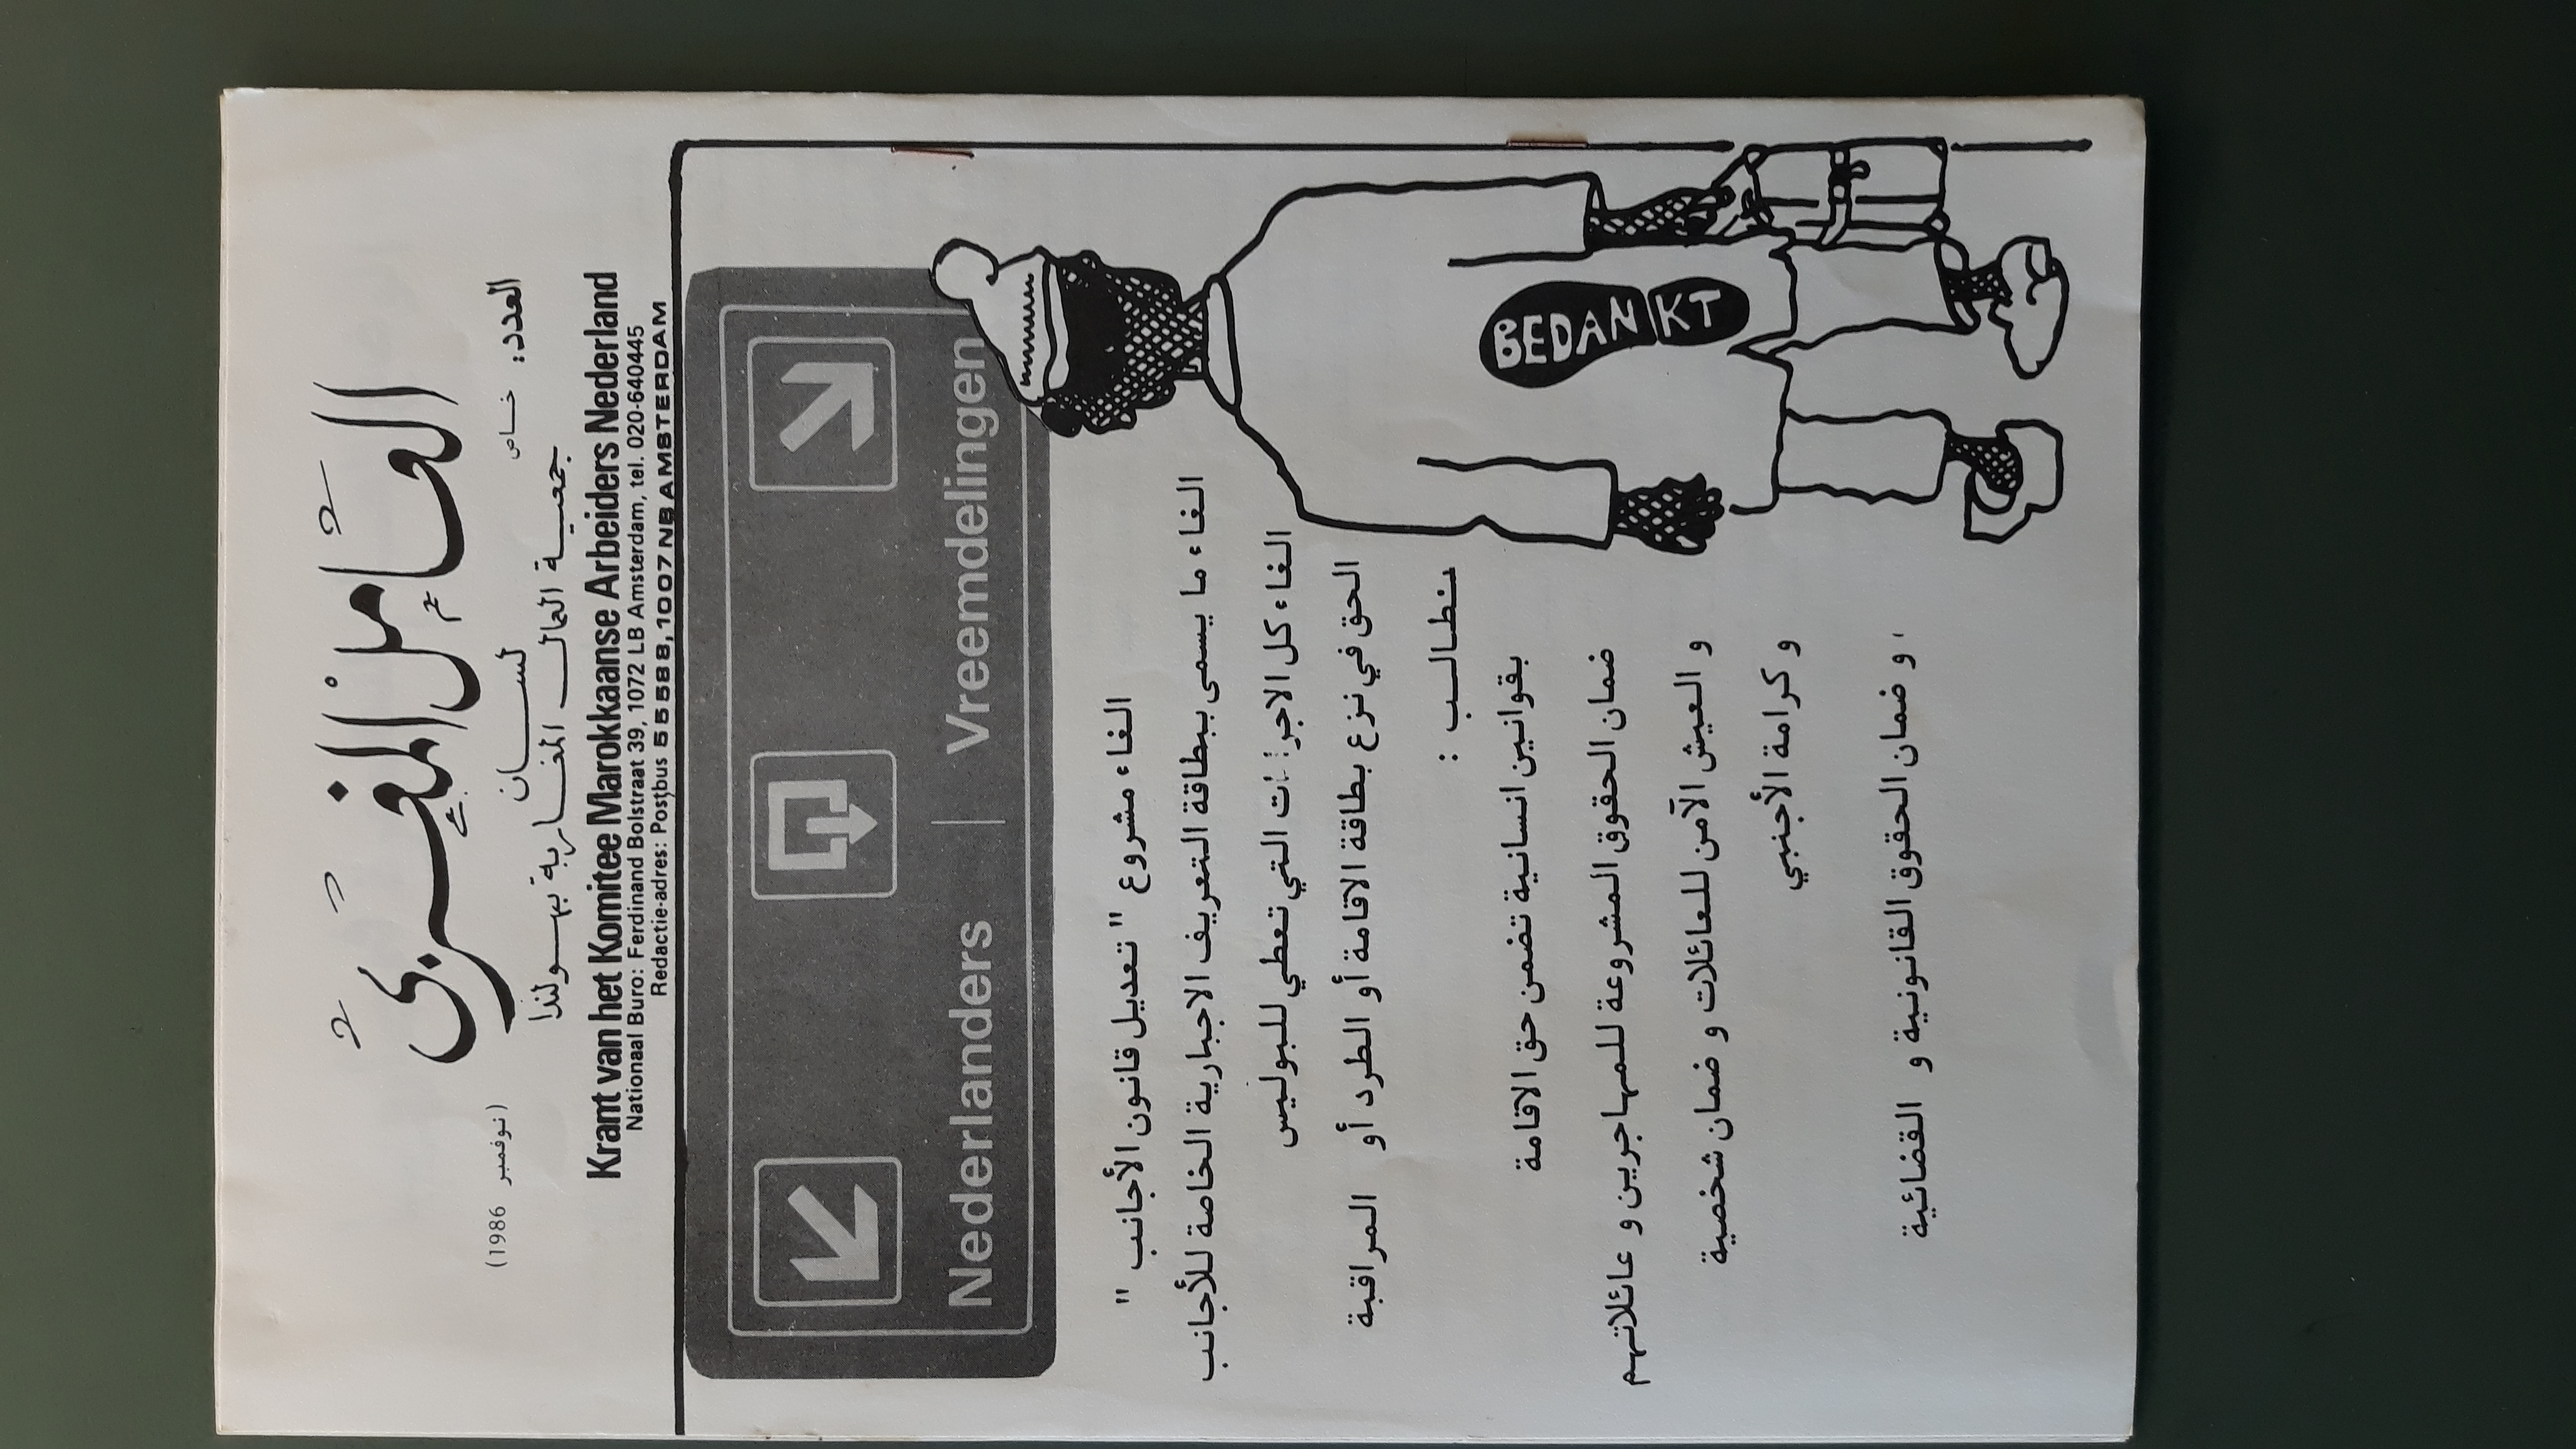 العامل المغربي
العدد: خاص
(نوفمبر 1986)
لسان
جمعية العمال المغاربة بهولندا
Krant van het Komitee Marokkaanse Arbeiders Nederland
Nationaal Buro: Ferdinand Bolstraat 39, 1072 LB Amsterdam, tel. 020-6404445
Redactie-adres: Postbus 55588, 1007 NB AMSTERDAM
Nederlanders | Vreemdelingen
الغاء مشروع " تعديل قانون الأجانب "
الغاء ما يسمى ببطاقة التعريف الاجبارية الخاصة للأجانب
الغاء كل الاجراءات التي تعطي للبوليس
الحق في نزع بطاقة الاقامة أو الطرد أو المراقبة
نطالب :
بقوانين انسانية تضمن حق الاقامة
ضمان الحقوق المشروعة للمهاجرين و عائلاتهم
و العيش الآمن للعائلات و ضمان شخصية
و كرامة الأجنبي
، و ضمان الحقوق القانونية و القضائية
BEDANKT